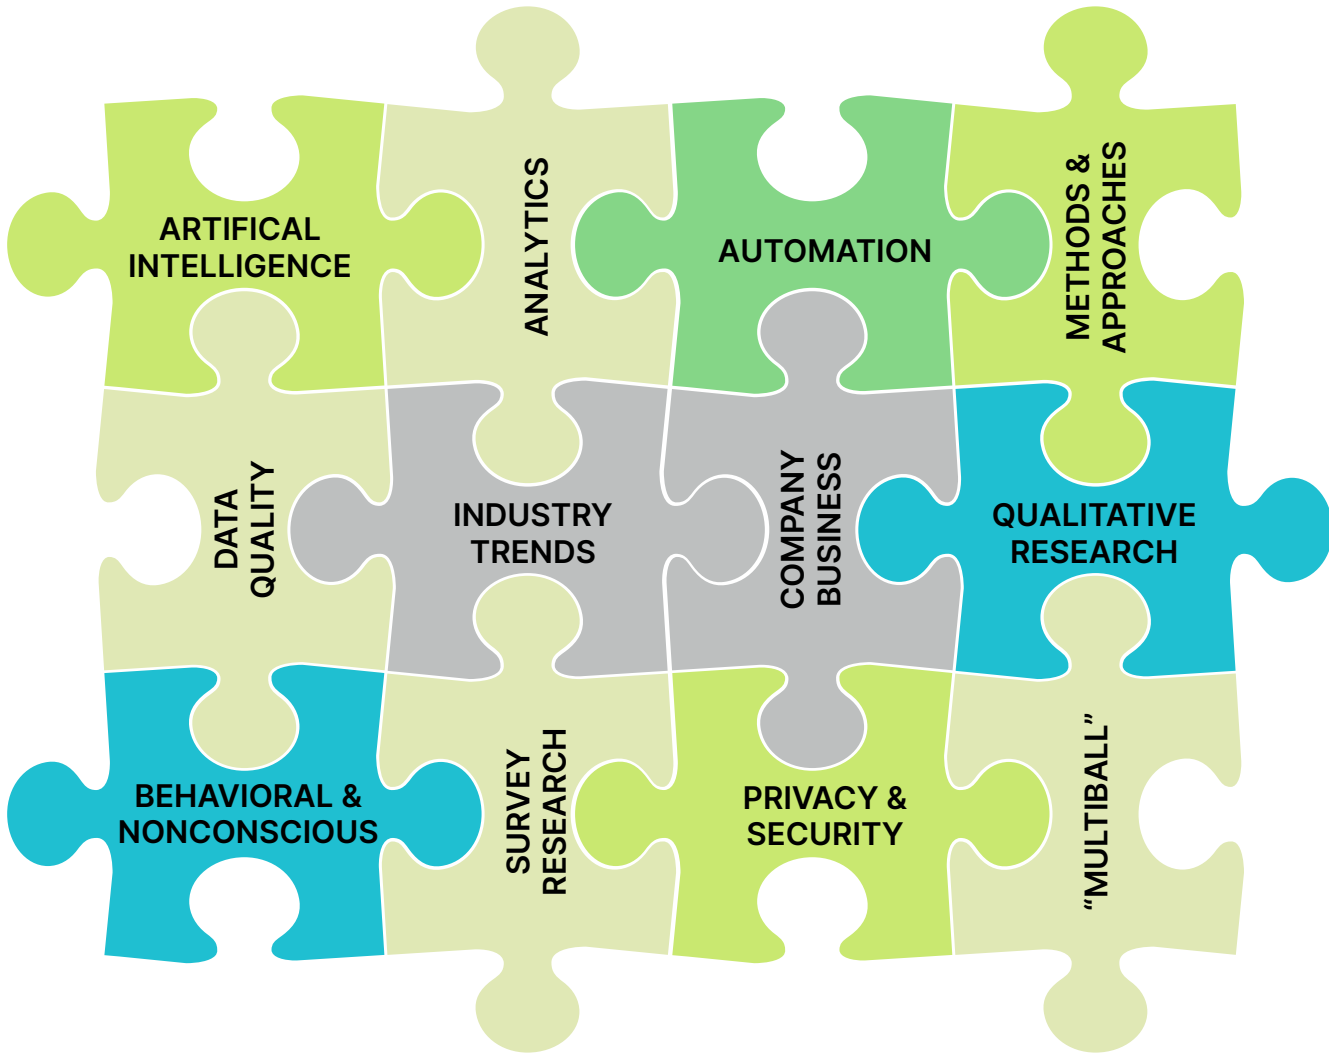 ARTIFICAL
INTELLIGENCE
ANALYTICS
AUTOMATION
METHODS &
APPROACHES
DATA
QUALITY
INDUSTRY
TRENDS
COMPANY
BUSINESS
QUALITATIVE
RESEARCH
BEHAVIORAL &
NONCONSCIOUS
SURVEY
RESEARCH
PRIVACY &
SECURITY
“MULTIBALL”